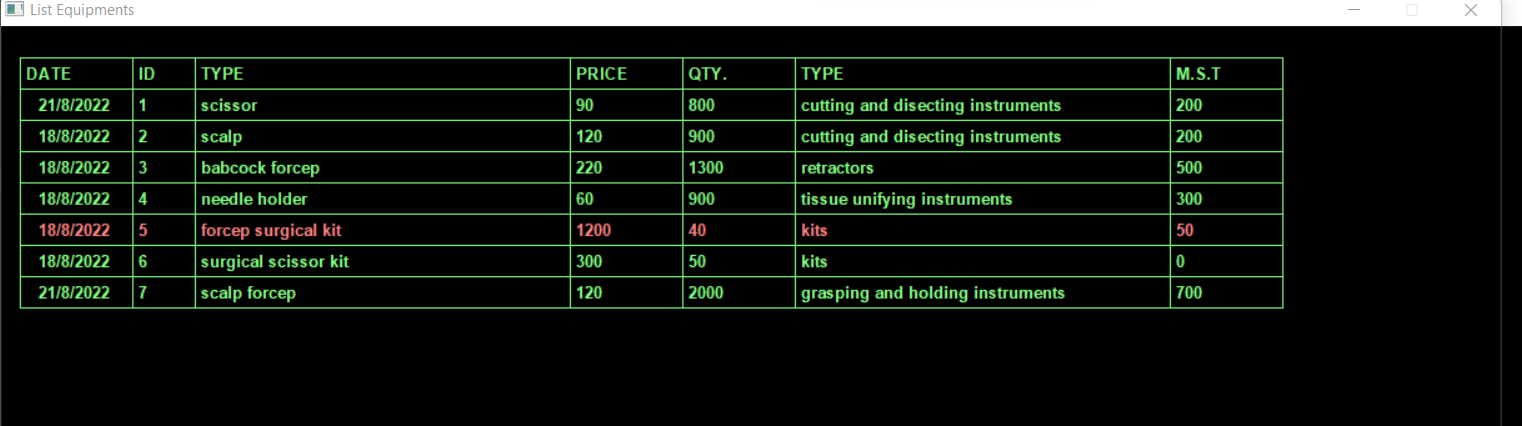 List Equipments
DATE ID TYPE PRICE QTY. TYPE M.S.T
21/8/2022 1 scissor 90 800 cutting and disecting instruments 200
18/8/2022 2 scalp 120 900 cutting and disecting instruments 200
18/8/2022 3 babcock forcep 220 1300 retractors 500
18/8/2022 4 needle holder 60 900 tissue unifying instruments 300
18/8/2022 5 forcep surgical kit 1200 40 kits 50
18/8/2022 6 surgical scissor kit 300 50 kits 0
21/8/2022 7 scalp forcep 120 2000 grasping and holding instruments 700